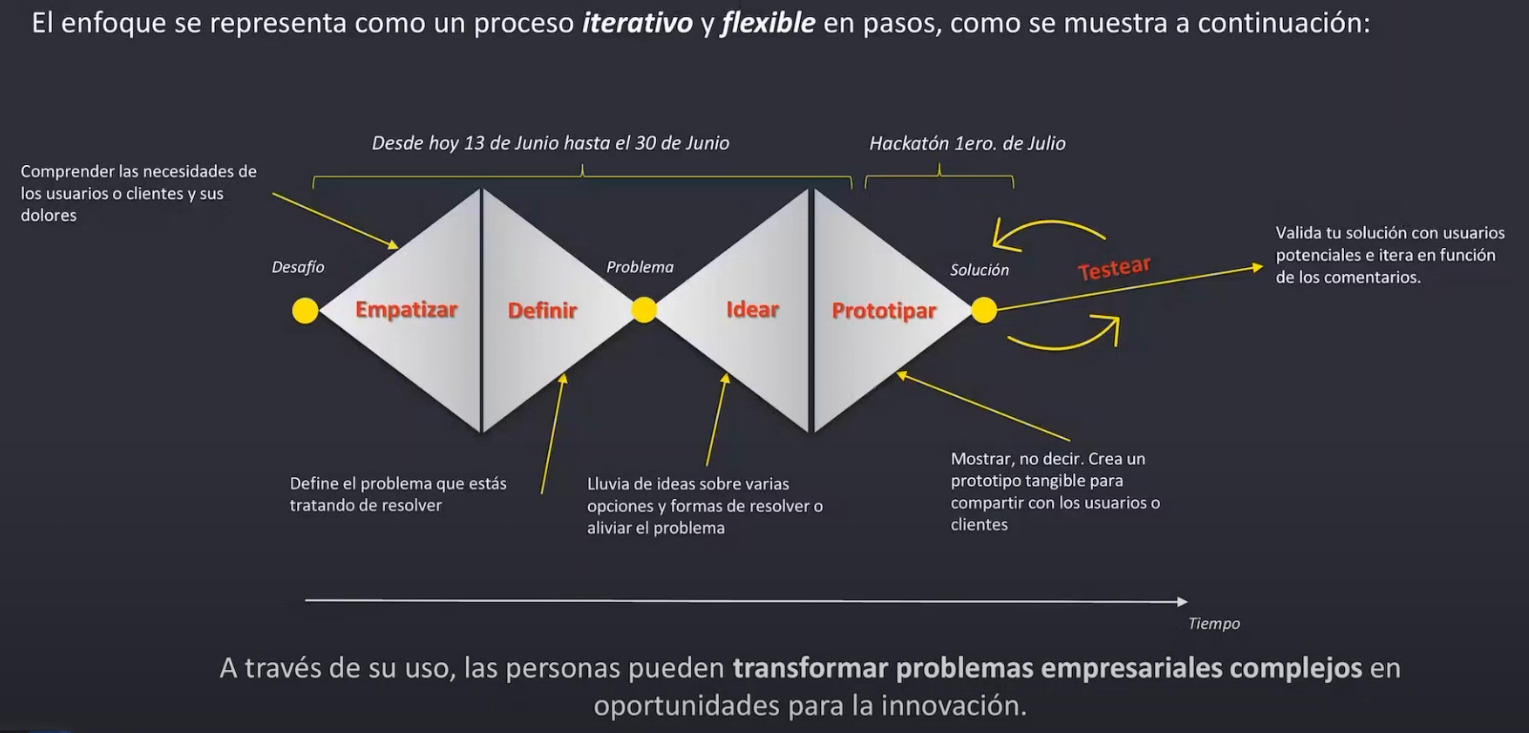 El enfoque se representa como un proceso iterativo y flexible en pasos, como se muestra a continuación:
Desde hoy 13 de Junio hasta el 30 de Junio
Hackatón 1ero. de Julio
Comprender las necesidades de
los usuarios o clientes y sus
dolores
Valida tu solución con usuarios
potenciales e itera en función
de los comentarios.
Desafío
Problema
Solución
Testear
Empatizar
Definir
Idear
Prototipar
Define el problema que estás
tratando de resolver
Lluvia de ideas sobre varias
opciones y formas de resolver o
aliviar el problema
Mostrar, no decir. Crea un
prototipo tangible para
compartir con los usuarios o
clientes
Tiempo
A través de su uso, las personas pueden transformar problemas empresariales complejos en
oportunidades para la innovación.